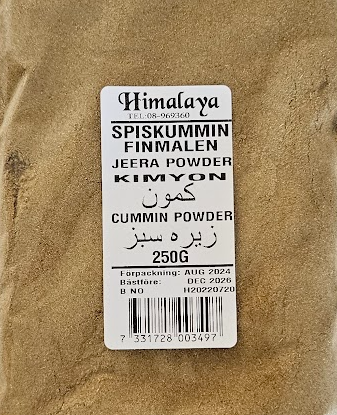 Himalaya
TEL:08-969360
SPISKUMMIN
FINMALEN
JEERA POWDER
KIMYON
كمون
CUMMIN POWDER
زیره سبز
250G
Förpackning: AUG 2024
Bästföre: DEC 2026
B NO H20220720
7 331728 003497